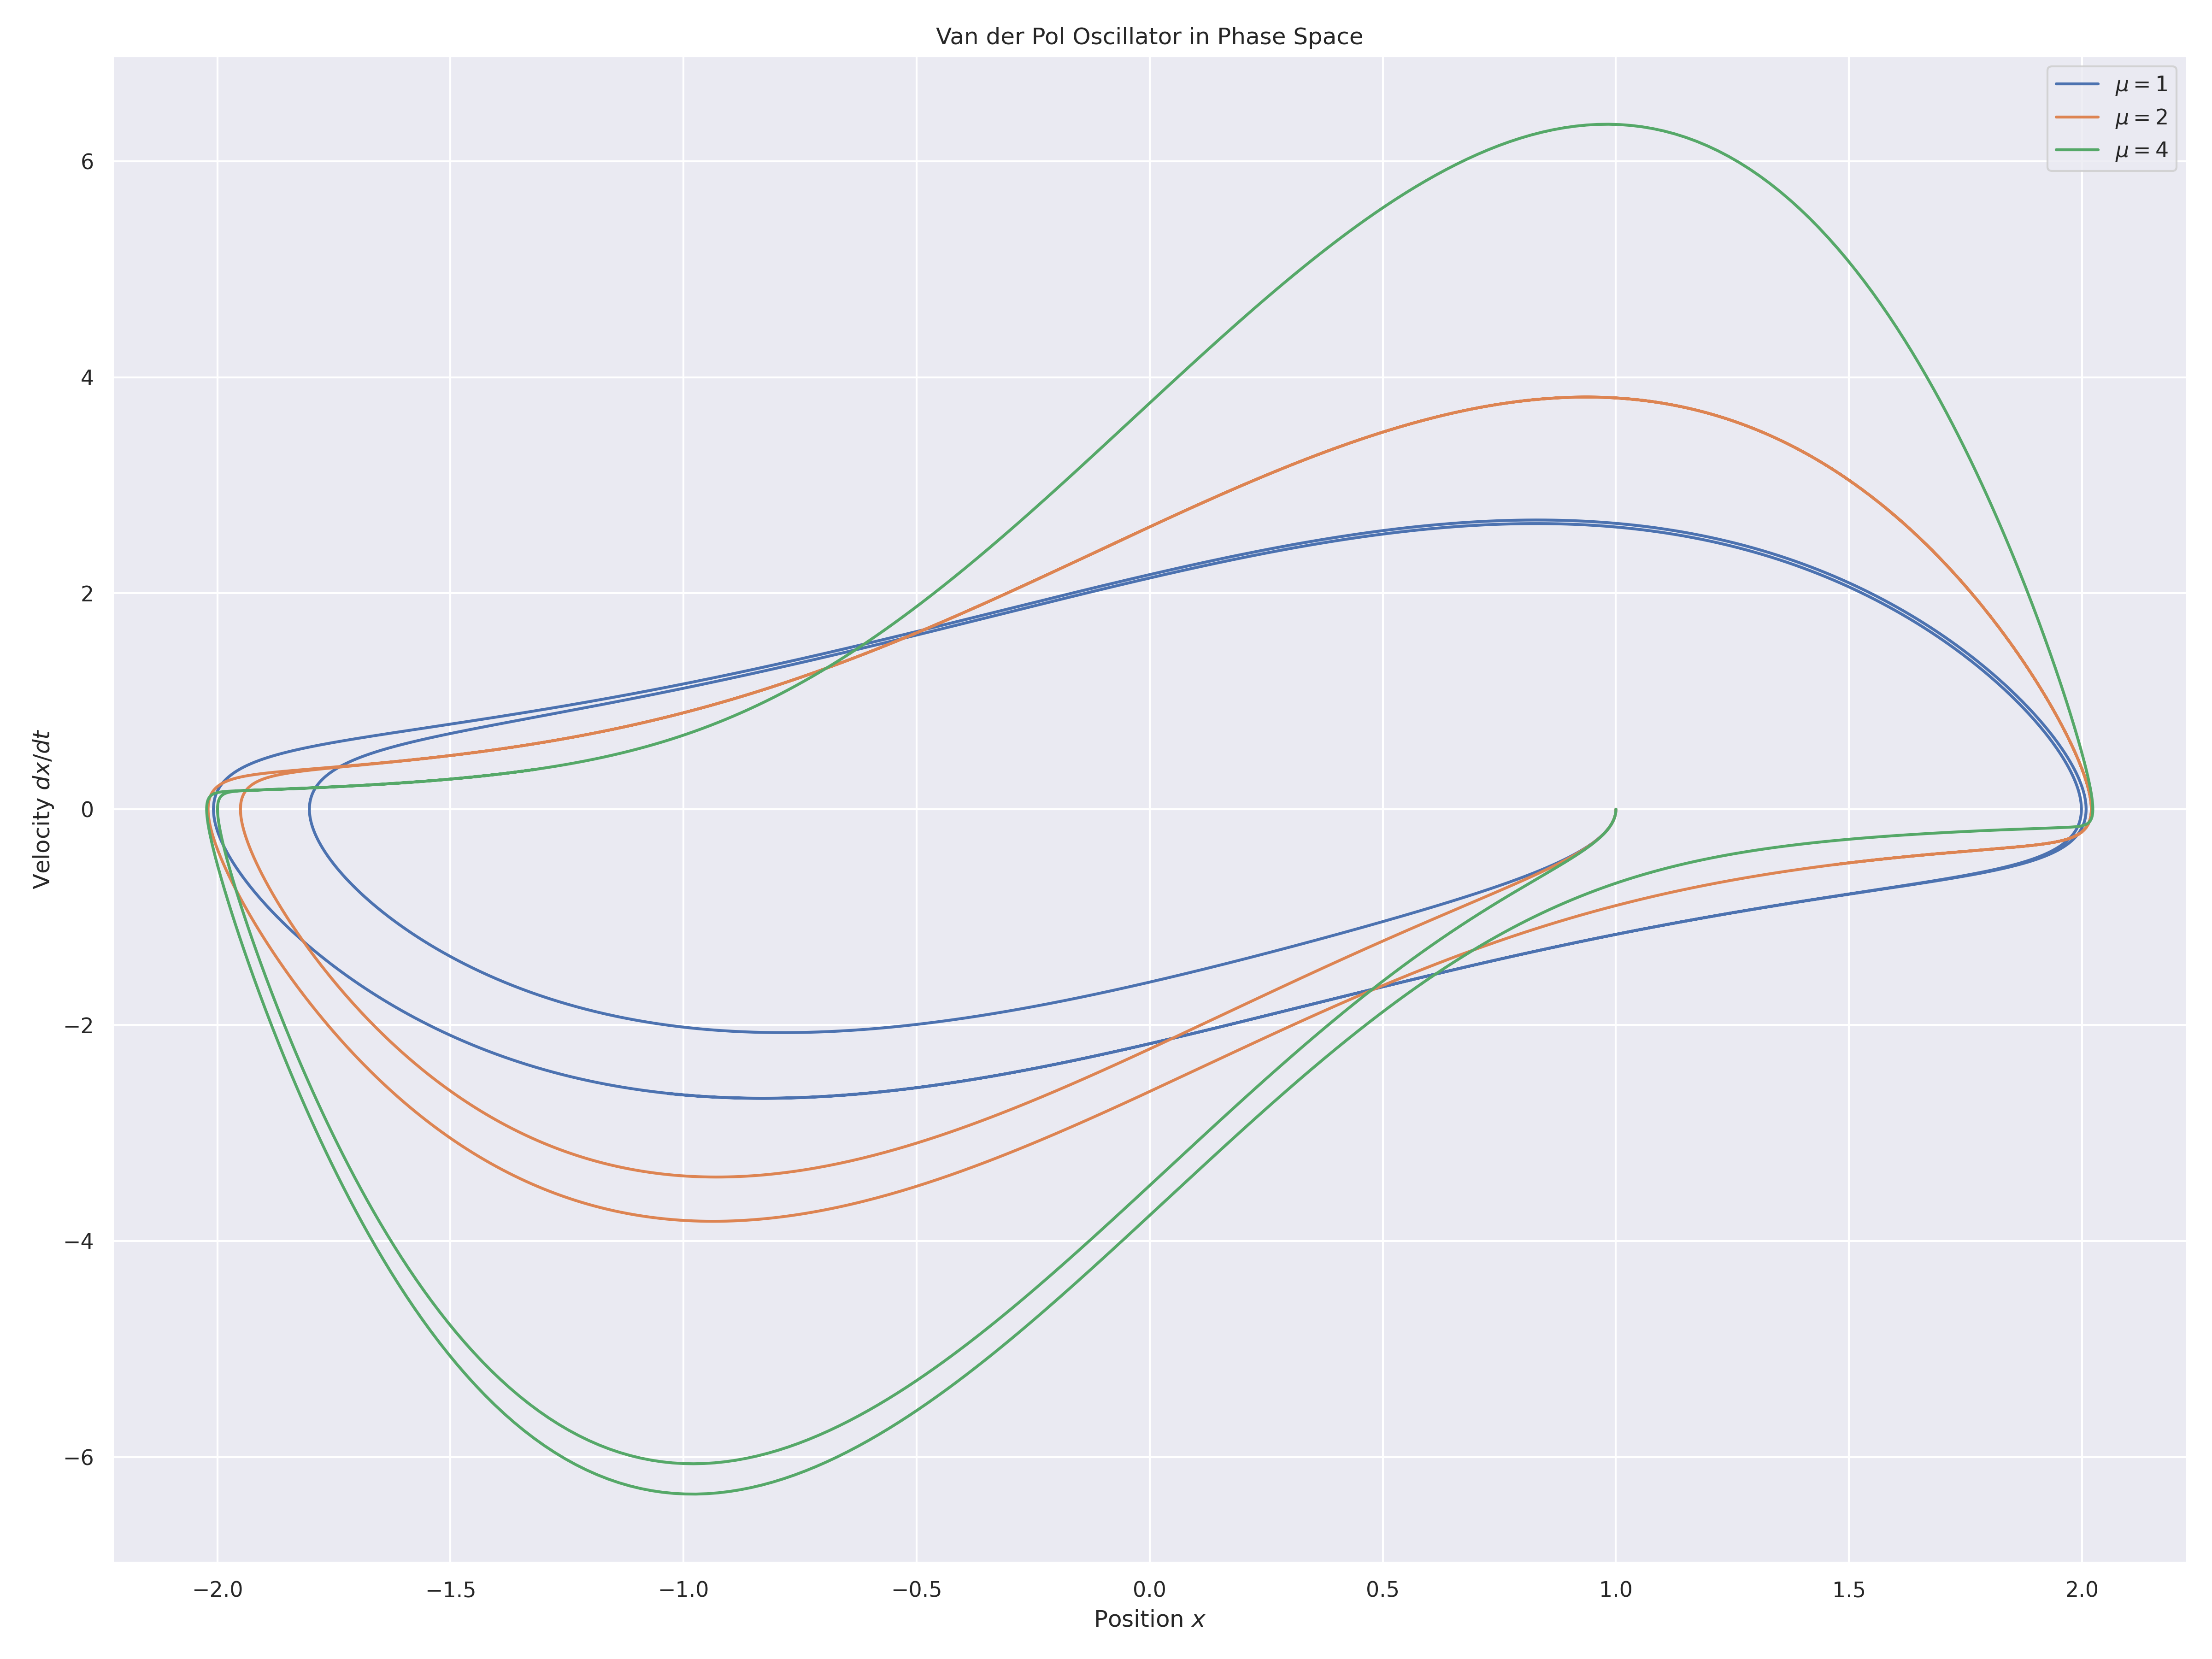 Van der Pol Oscillator in Phase Space
μ = 1
μ = 2
μ = 4
6
4
2
0
−2
−4
−6
Velocity dx/dt
−2.0
−1.5
−1.0
−0.5
0.0
0.5
1.0
1.5
2.0
Position x